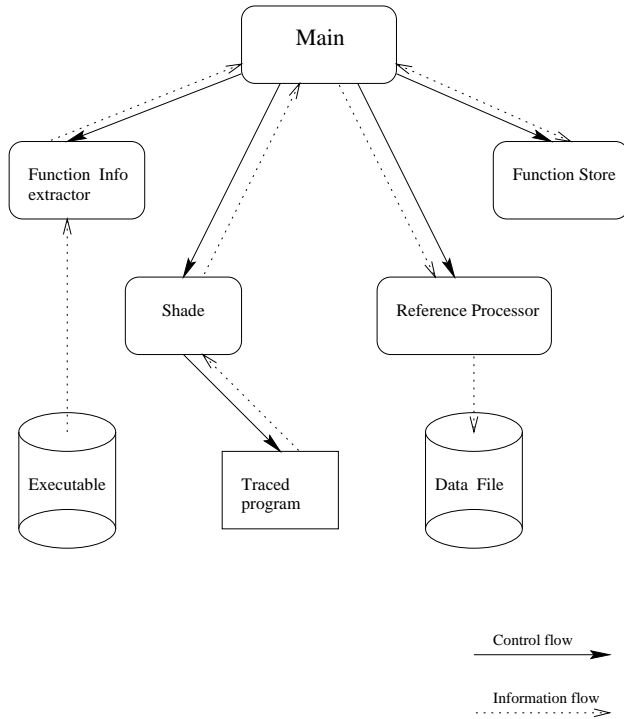 Main
Function Info
extractor
Function Store
Shade
Reference Processor
Executable
Traced
program
Data File
Control flow
Information flow